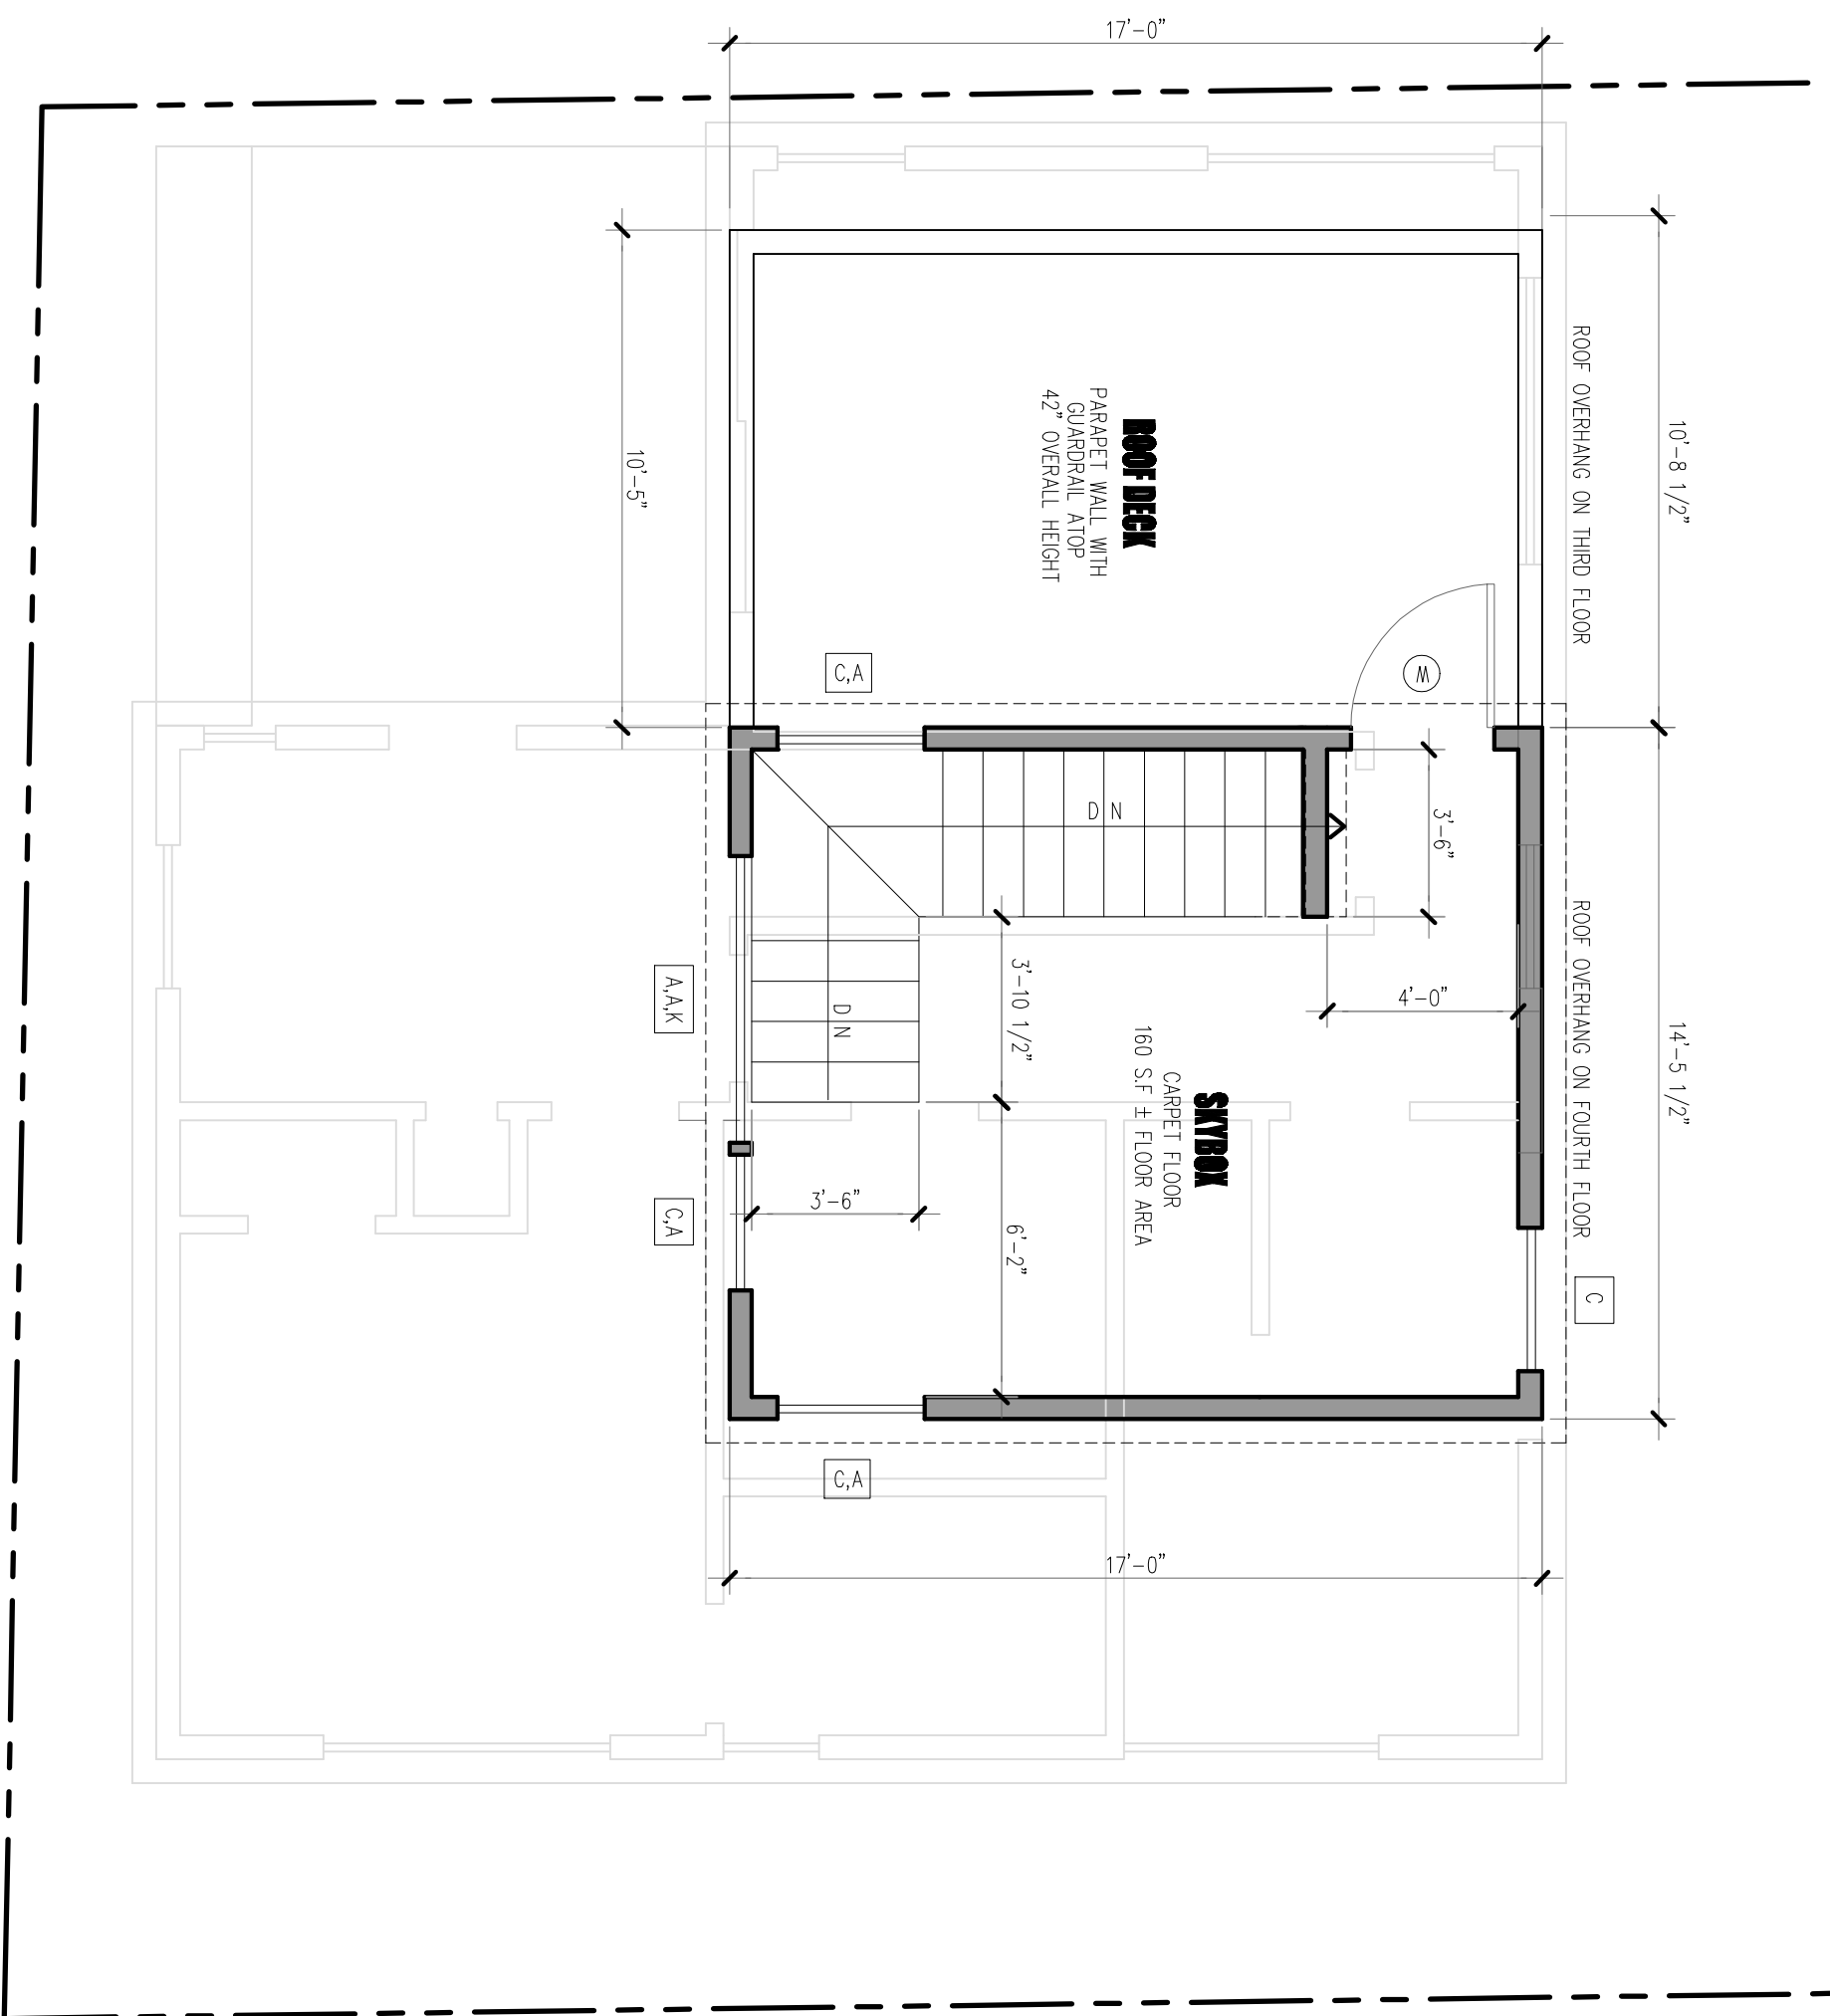 17'-0"
ROOF OVERHANG ON THIRD FLOOR
10'-8 1/2"
10'-5"
ROOF DECK
PARAPET WALL WITH
GUARDRAIL ATOP
42" OVERALL HEIGHT
C,A
W
DN
3'-6"
ROOF OVERHANG ON FOURTH FLOOR
14'-5 1/2"
4'-0"
3'-10 1/2"
DN
A,A,K
SKYBOX
CARPET FLOOR
160 S.F ± FLOOR AREA
3'-6"
6'-2"
C,A
C
C,A
17'-0"